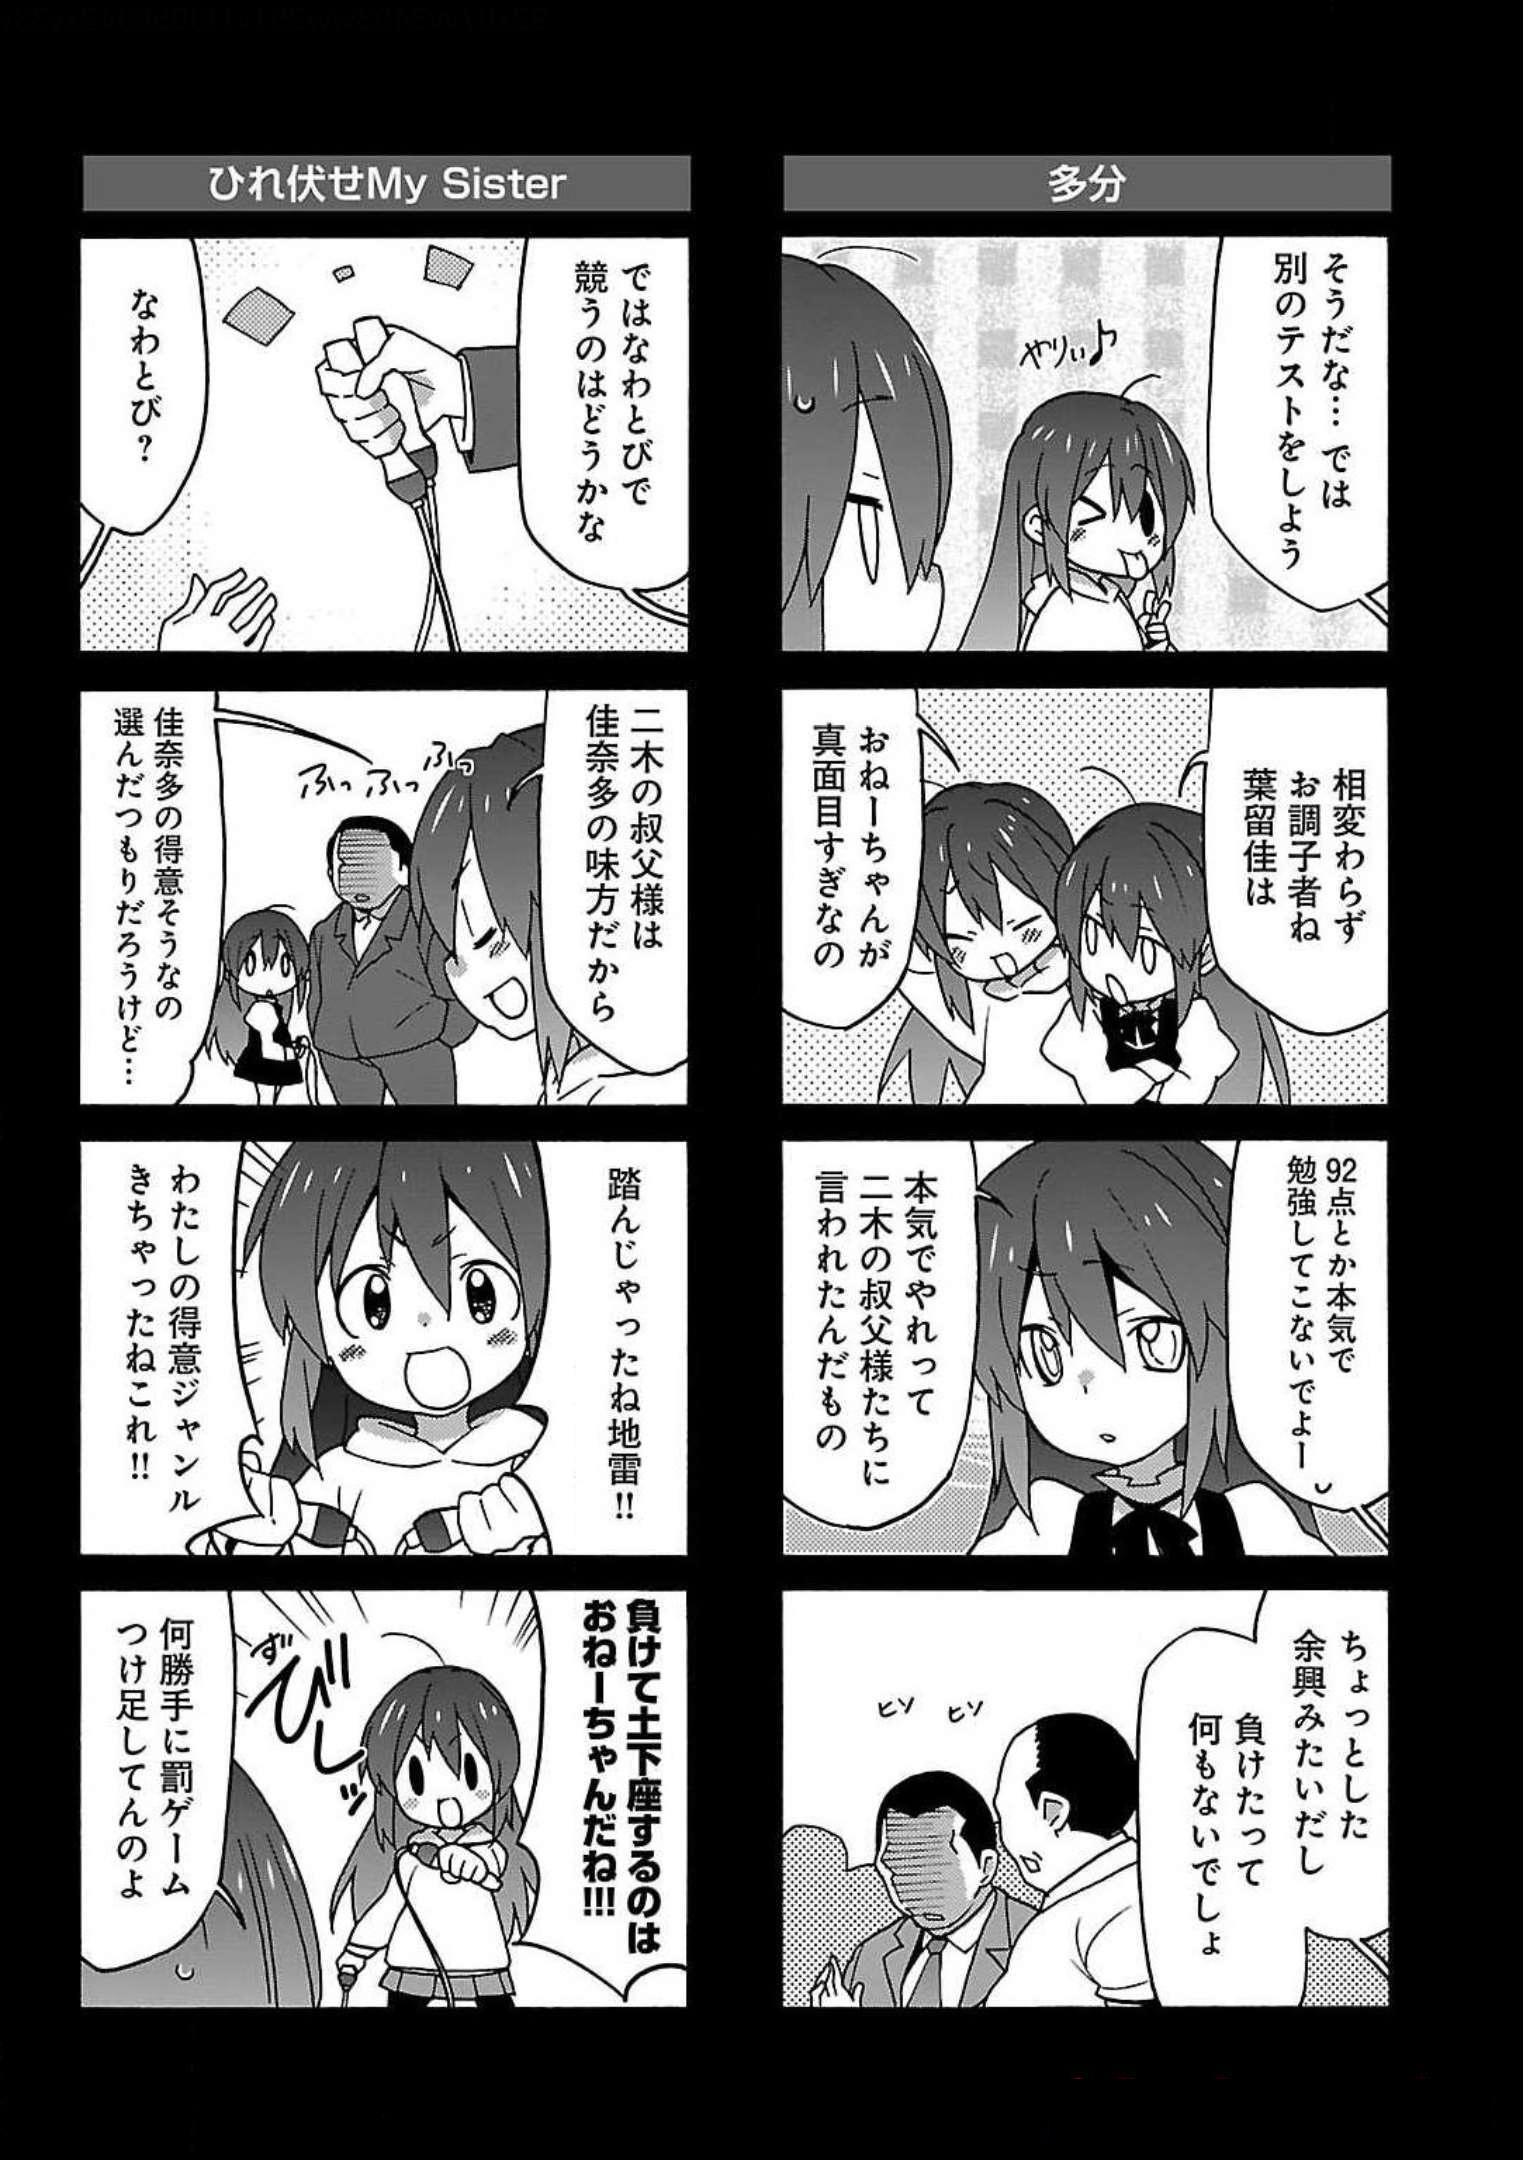 多分
そうだな…では
別のテストをしよう
やりぃ♪
相変わらず
お調子者ね
葉留佳は
おねーちゃんが
真面目すぎなの
92点とか本気で
勉強してこないでよー
本気でやれって
二木の叔父様たちに
言われたんだもの
ちょっとした
余興みたいだし
負けたって
何もないでしょ
ヒソ
ヒソ
ひれ伏せMy Sister
ではなわとびで
競うのはどうかな
なわとび?
二木の叔父様は
佳奈多の味方だから
ふっ
ふっ
ふっ
佳奈多の得意そうなの
選んだつもりだろうけど…
踏んじゃったね地雷!!
わたしの得意ジャンル
きちゃったねこれ!!
負けて土下座するのは
おねーちゃんだね!!!
ずびしッ
何勝手に罰ゲーム
つけ足してんのよ